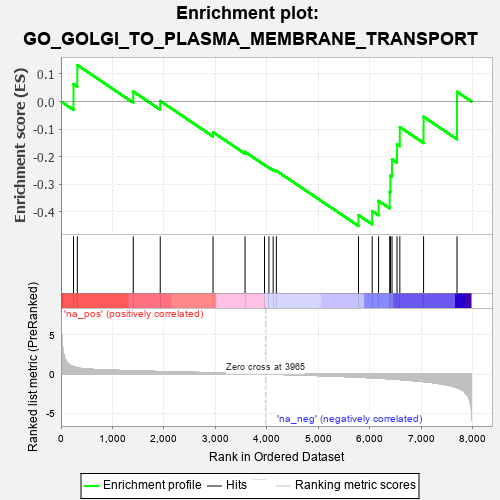 Enrichment plot:
GO_GOLGI_TO_PLASMA_MEMBRANE_TRANSPORT
Enrichment score (ES)
0.1
0.0
-0.1
-0.2
-0.3
-0.4
'na_pos' (positively correlated)
Ranked list metric (PreRanked)
5
0
-5
Zero cross at 3965
'na_neg' (negatively correlated)
0
1,000
2,000
3,000
4,000
5,000
6,000
7,000
8,000
Rank in Ordered Dataset
Enrichment profile
Hits
Ranking metric scores